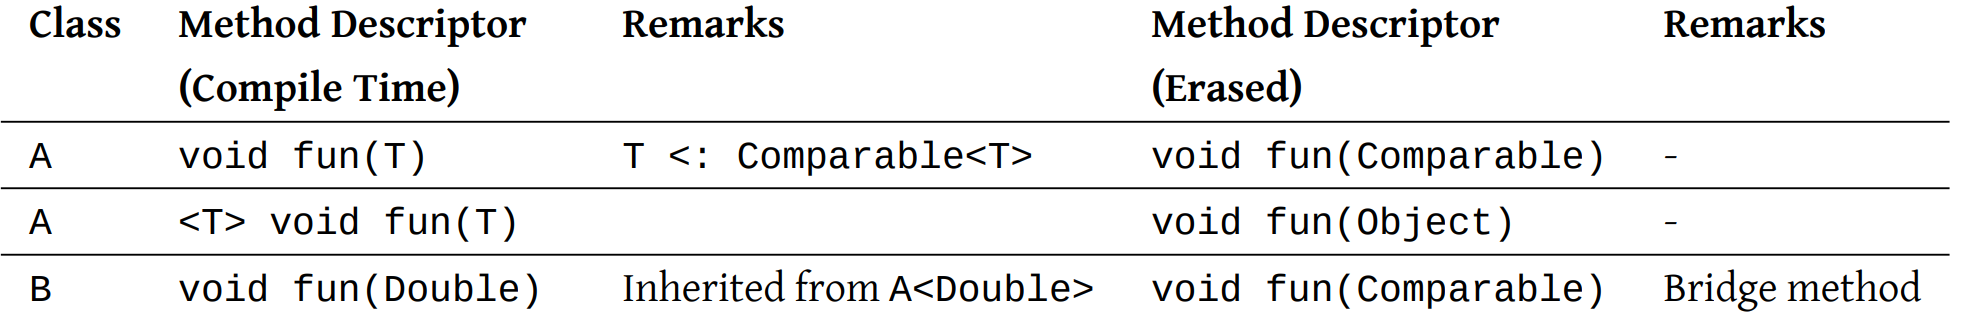 Class Method Descriptor Remarks Method Descriptor Remarks
(Compile Time) (Erased)
A void fun(T) T <: Comparable<T> void fun(Comparable) -
A <T> void fun(T) void fun(Object) -
B void fun(Double) Inherited from A<Double> void fun(Comparable) Bridge method